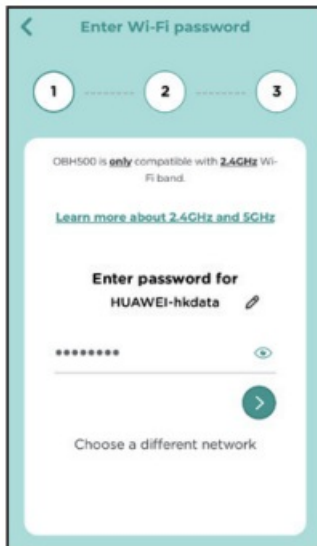 Enter Wi-Fi password
1 2 3
OBH500 is only compatible with 2.4GHz Wi-
Fi band.
Learn more about 2.4GHz and 5GHz
Enter password for
HUAWEI-hkdata
••••••••
Choose a different network